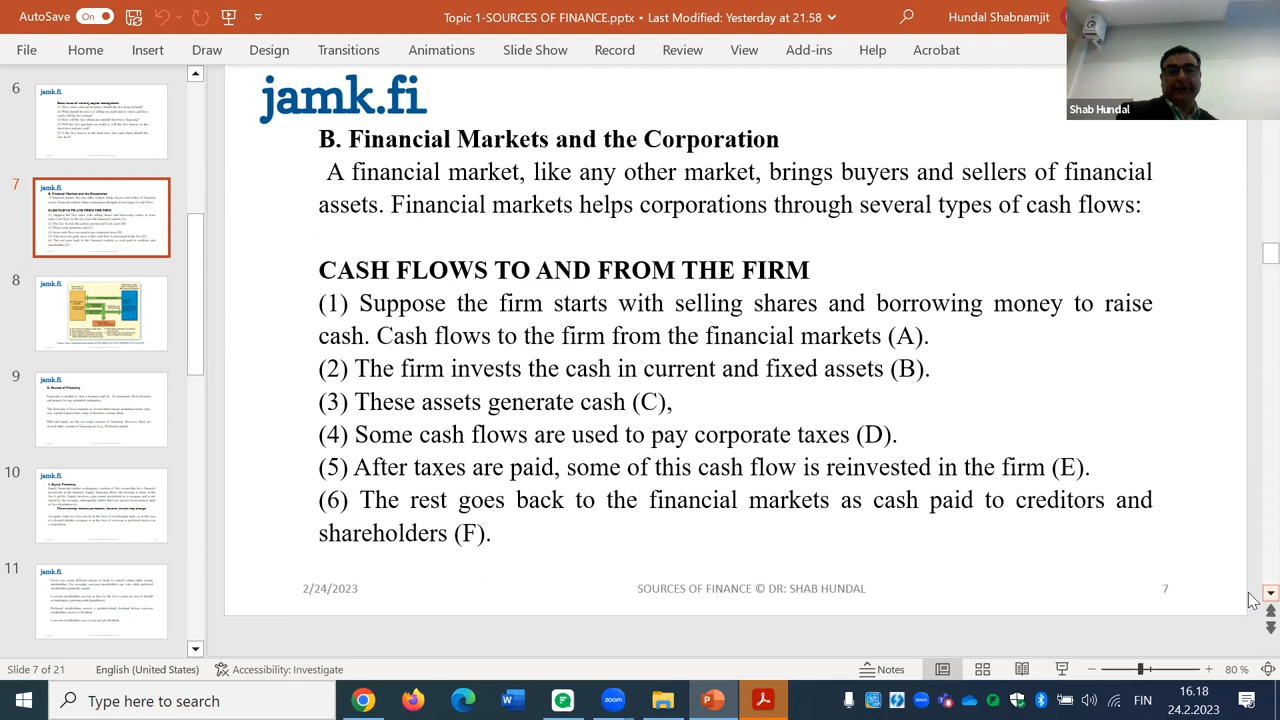 AutoSave On Topic 1-SOURCES OF FINANCE.pptx • Last Modified: Yesterday at 21.58 Hundal Shabnamjit
File Home Insert Draw Design Transitions Animations Slide Show Record Review View Add-ins Help Acrobat
Shab Hundal
6
7
8
9
10
11
jamk.fi
B. Financial Markets and the Corporation
A financial market, like any other market, brings buyers and sellers of financial
assets. Financial markets helps corporations through several types of cash flows:
CASH FLOWS TO AND FROM THE FIRM
(1) Suppose the firm starts with selling shares and borrowing money to raise
cash. Cash flows to the firm from the financial markets (A).
(2) The firm invests the cash in current and fixed assets (B).
(3) These assets generate cash (C),
(4) Some cash flows are used to pay corporate taxes (D).
(5) After taxes are paid, some of this cash flow is reinvested in the firm (E).
(6) The rest goes back to the financial markets as cash paid to creditors and
shareholders (F).
2/24/2023 SOURCES OF FINANCE-@ DR: SHAB HUNDAL 7
Slide 7 of 21 English (United States) Accessibility: Investigate Notes 80 %
Type here to search
zoom
FIN
16.18
24.2.2023